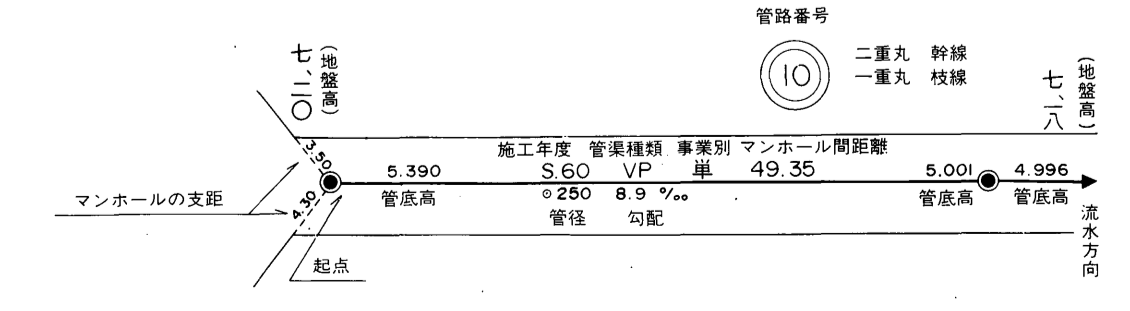 管路番号
10
二重丸 幹線
一重丸 枝線
七、二〇
(地盤高)
七、一八
(地盤高)
施工年度 管渠種類 事業別 マンホール間距離
3.50
5.390
S.60 VP 単 49.35
5.001
4.996
管底高
⊙250 8.9 ‰
管底高
管底高
マンホールの支距
4.30
管径 勾配
流水方向
起点